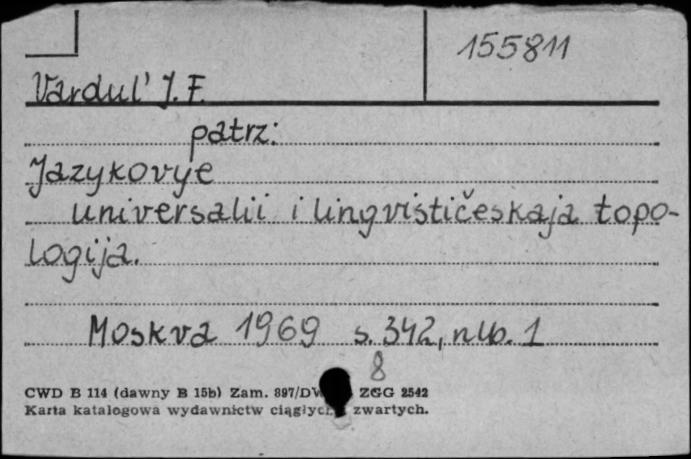 155811
Vardul' J. F.
patrz:
Jazykovye
universalii i lingvističeskaja topo-
logija.
Moskva 1969 s. 342, nlb. 1
8
CWD B 114 (dawny B 15b) Zam. 897/DW ZGG 2542
Karta katalogowa wydawnictw ciągłych zwartych.